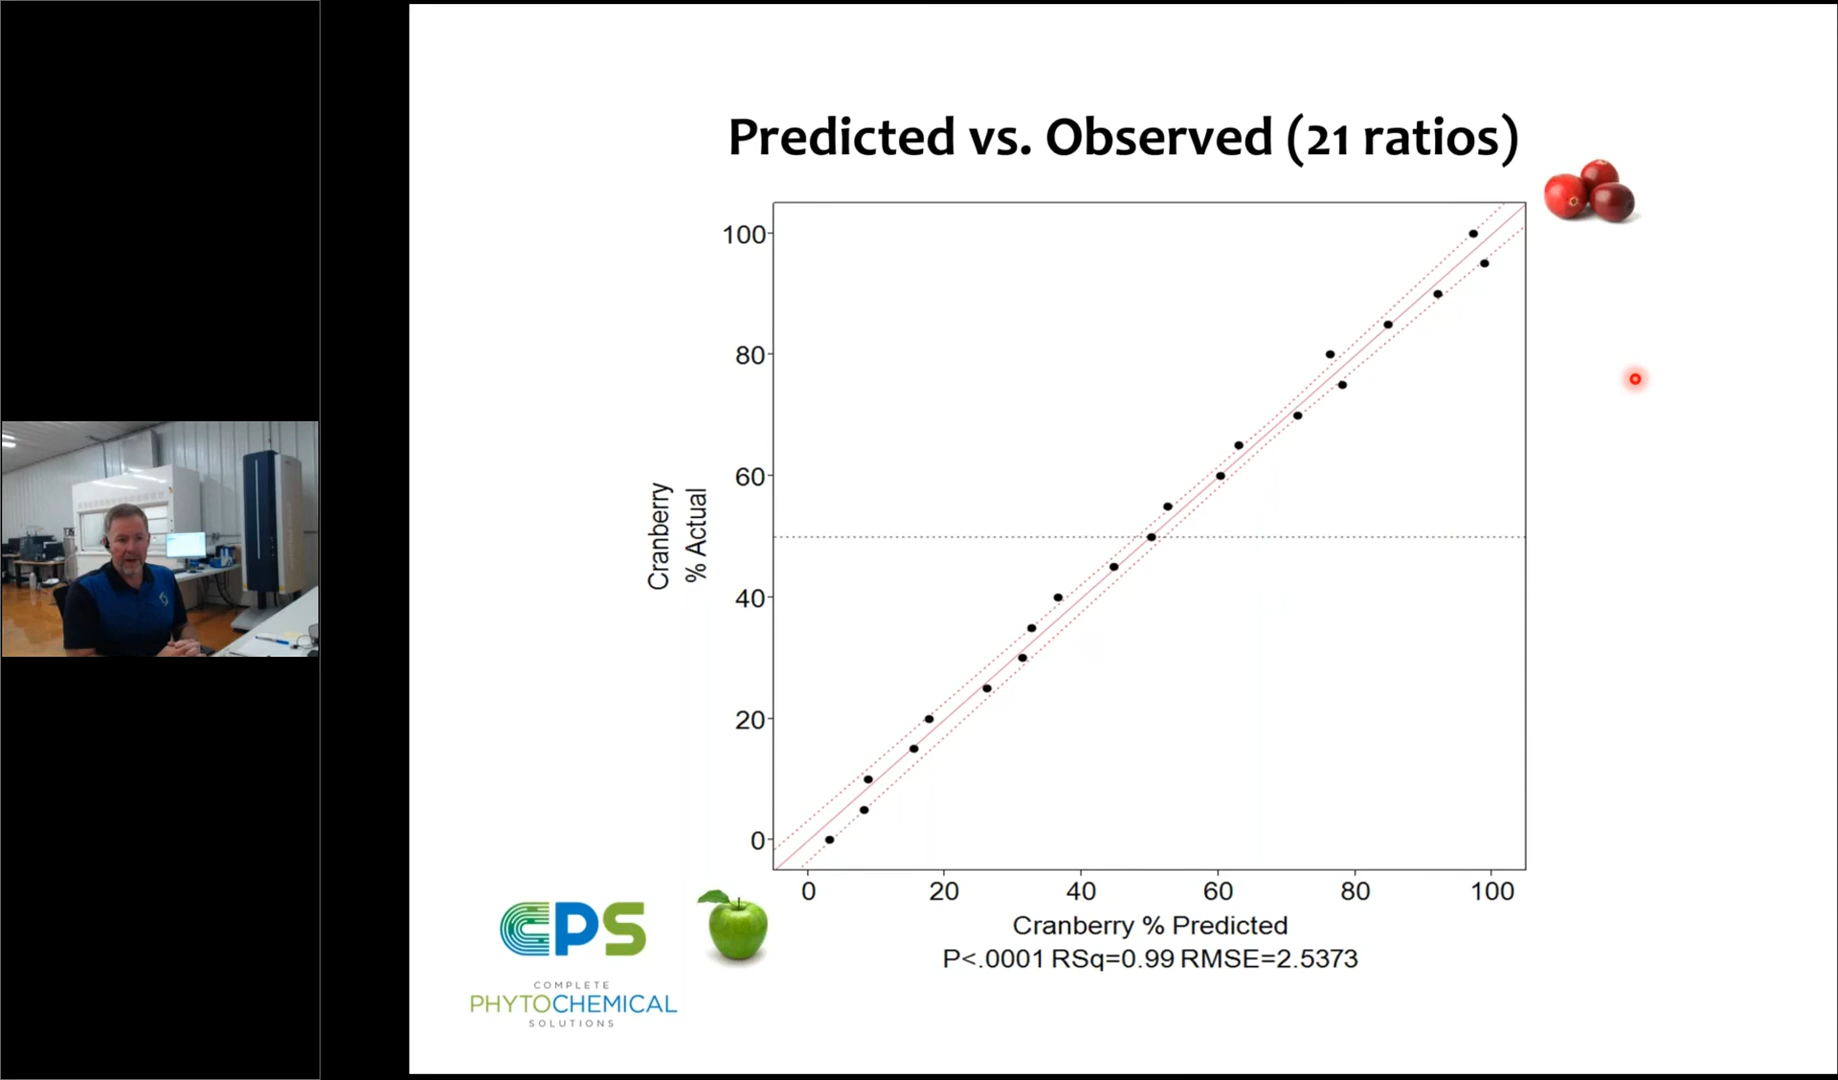 Predicted vs. Observed (21 ratios)
100
80
60
40
20
0
Cranberry
% Actual
0 20 40 60 80 100
Cranberry % Predicted
P<.0001 RSq=0.99 RMSE=2.5373
CPS
COMPLETE
PHYTOCHEMICAL
SOLUTIONS